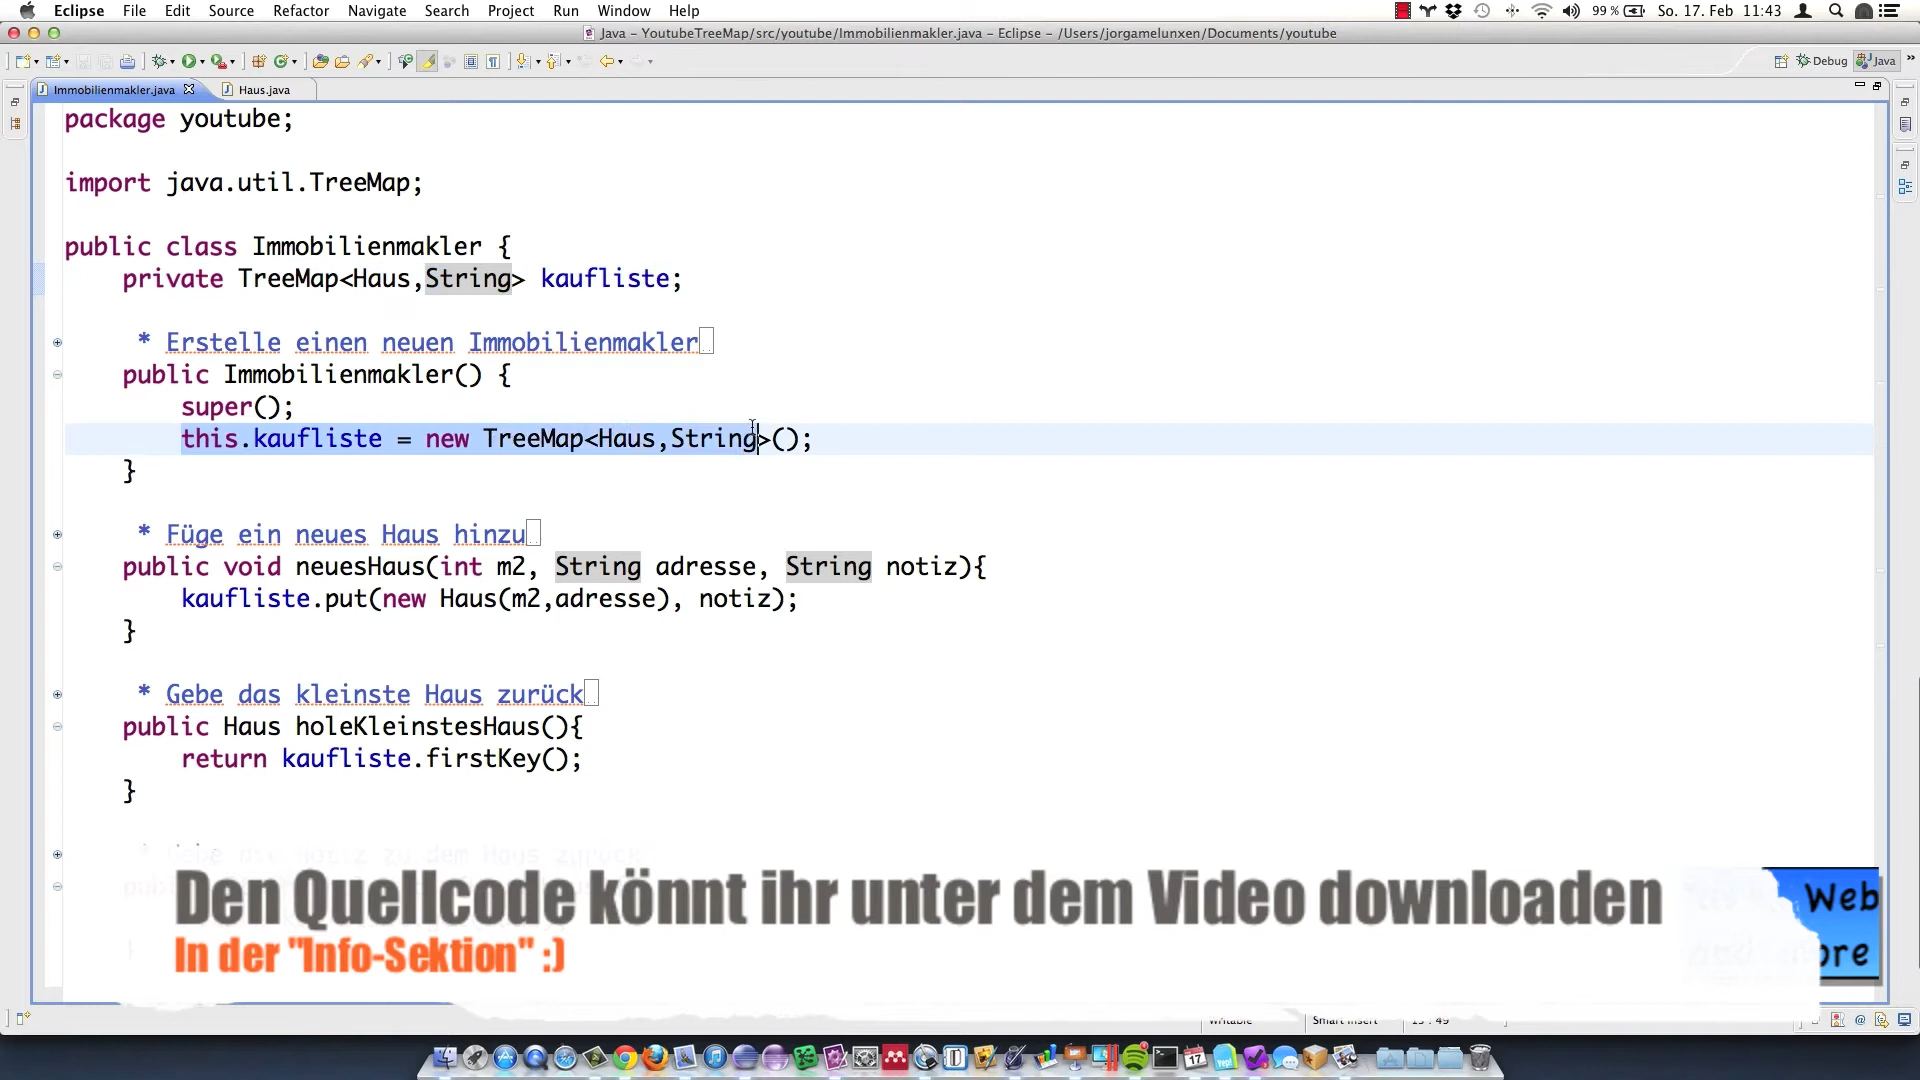 Eclipse File Edit Source Refactor Navigate Search Project Run Window Help 99 % So. 17. Feb 11:43
Java – YoutubeTreeMap/src/youtube/Immobilienmakler.java – Eclipse – /Users/jorgamelunxen/Documents/youtube
Debug Java »
Immobilienmakler.java Haus.java
package youtube;
import java.util.TreeMap;
public class Immobilienmakler {
private TreeMap<Haus,String> kaufliste;
* Erstelle einen neuen Immobilienmakler
public Immobilienmakler() {
super();
this.kaufliste = new TreeMap<Haus,String>();
}
* Füge ein neues Haus hinzu
public void neuesHaus(int m2, String adresse, String notiz){
kaufliste.put(new Haus(m2,adresse), notiz);
}
* Gebe das kleinste Haus zurück
public Haus holeKleinstesHaus(){
return kaufliste.firstKey();
}
Den Quellcode könnt ihr unter dem Video downloaden
In der "Info-Sektion" :)
Web
Writable Smart Insert 13 : 49